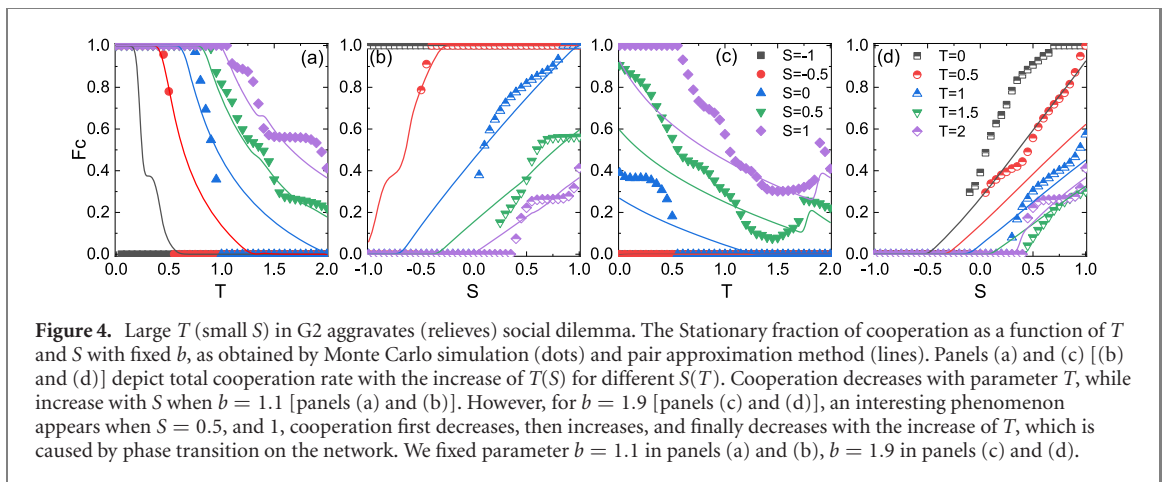 1.0
0.8
0.6
0.4
0.2
0.0
Fc
0.0 0.5 1.0 1.5 2.0
T
(a)
1.0
0.8
0.6
0.4
0.2
0.0
-1.0 -0.5 0.0 0.5 1.0
S
(b)
1.0
0.8
0.6
0.4
0.2
0.0
0.0 0.5 1.0 1.5 2.0
T
(c)
S=-1
S=-0.5
S=0
S=0.5
S=1
1.0
0.8
0.6
0.4
0.2
0.0
-1.0 -0.5 0.0 0.5 1.0
S
(d)
T=0
T=0.5
T=1
T=1.5
T=2
Figure 4. Large T (small S) in G2 aggravates (relieves) social dilemma. The Stationary fraction of cooperation as a function of T
and S with fixed b, as obtained by Monte Carlo simulation (dots) and pair approximation method (lines). Panels (a) and (c) [(b)
and (d)] depict total cooperation rate with the increase of T(S) for different S(T). Cooperation decreases with parameter T, while
increase with S when b = 1.1 [panels (a) and (b)]. However, for b = 1.9 [panels (c) and (d)], an interesting phenomenon
appears when S = 0.5, and 1, cooperation first decreases, then increases, and finally decreases with the increase of T, which is
caused by phase transition on the network. We fixed parameter b = 1.1 in panels (a) and (b), b = 1.9 in panels (c) and (d).